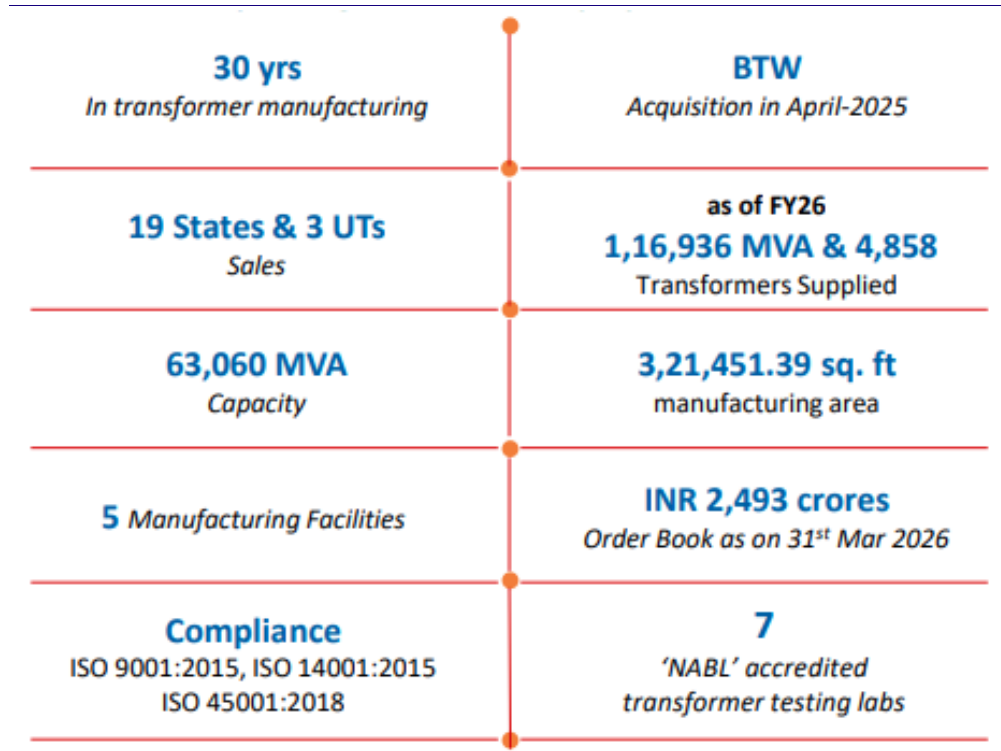 30 yrs
In transformer manufacturing
BTW
Acquisition in April-2025
19 States & 3 UTs
Sales
as of FY26
1,16,936 MVA & 4,858
Transformers Supplied
63,060 MVA
Capacity
3,21,451.39 sq. ft
manufacturing area
5 Manufacturing Facilities
INR 2,493 crores
Order Book as on 31st Mar 2026
Compliance
ISO 9001:2015, ISO 14001:2015
ISO 45001:2018
7
‘NABL’ accredited
transformer testing labs